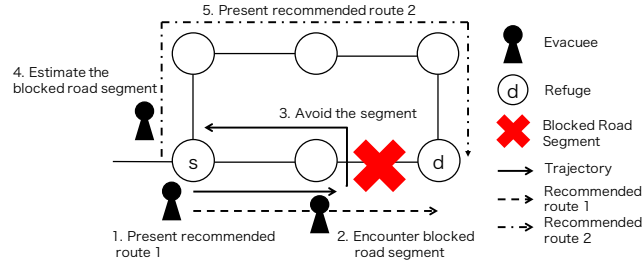 5. Present recommended route 2
4. Estimate the
blocked road segment
3. Avoid the segment
s
d
1. Present recommended
route 1
2. Encounter blocked
road segment
Evacuee
d
Refuge
Blocked Road
Segment
Trajectory
Recommended
route 1
Recommended
route 2